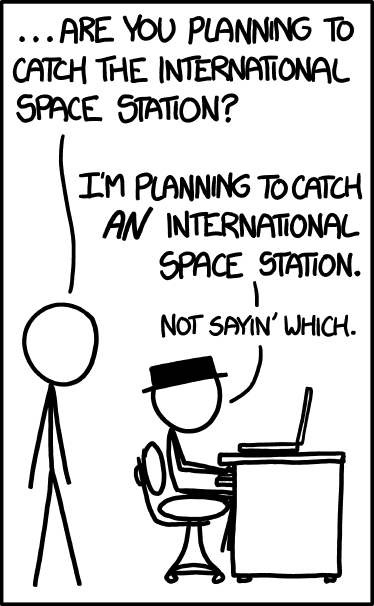 ...ARE YOU PLANNING TO
CATCH THE INTERNATIONAL
SPACE STATION?
I'M PLANNING TO CATCH
AN INTERNATIONAL
SPACE STATION.
NOT SAYIN' WHICH.